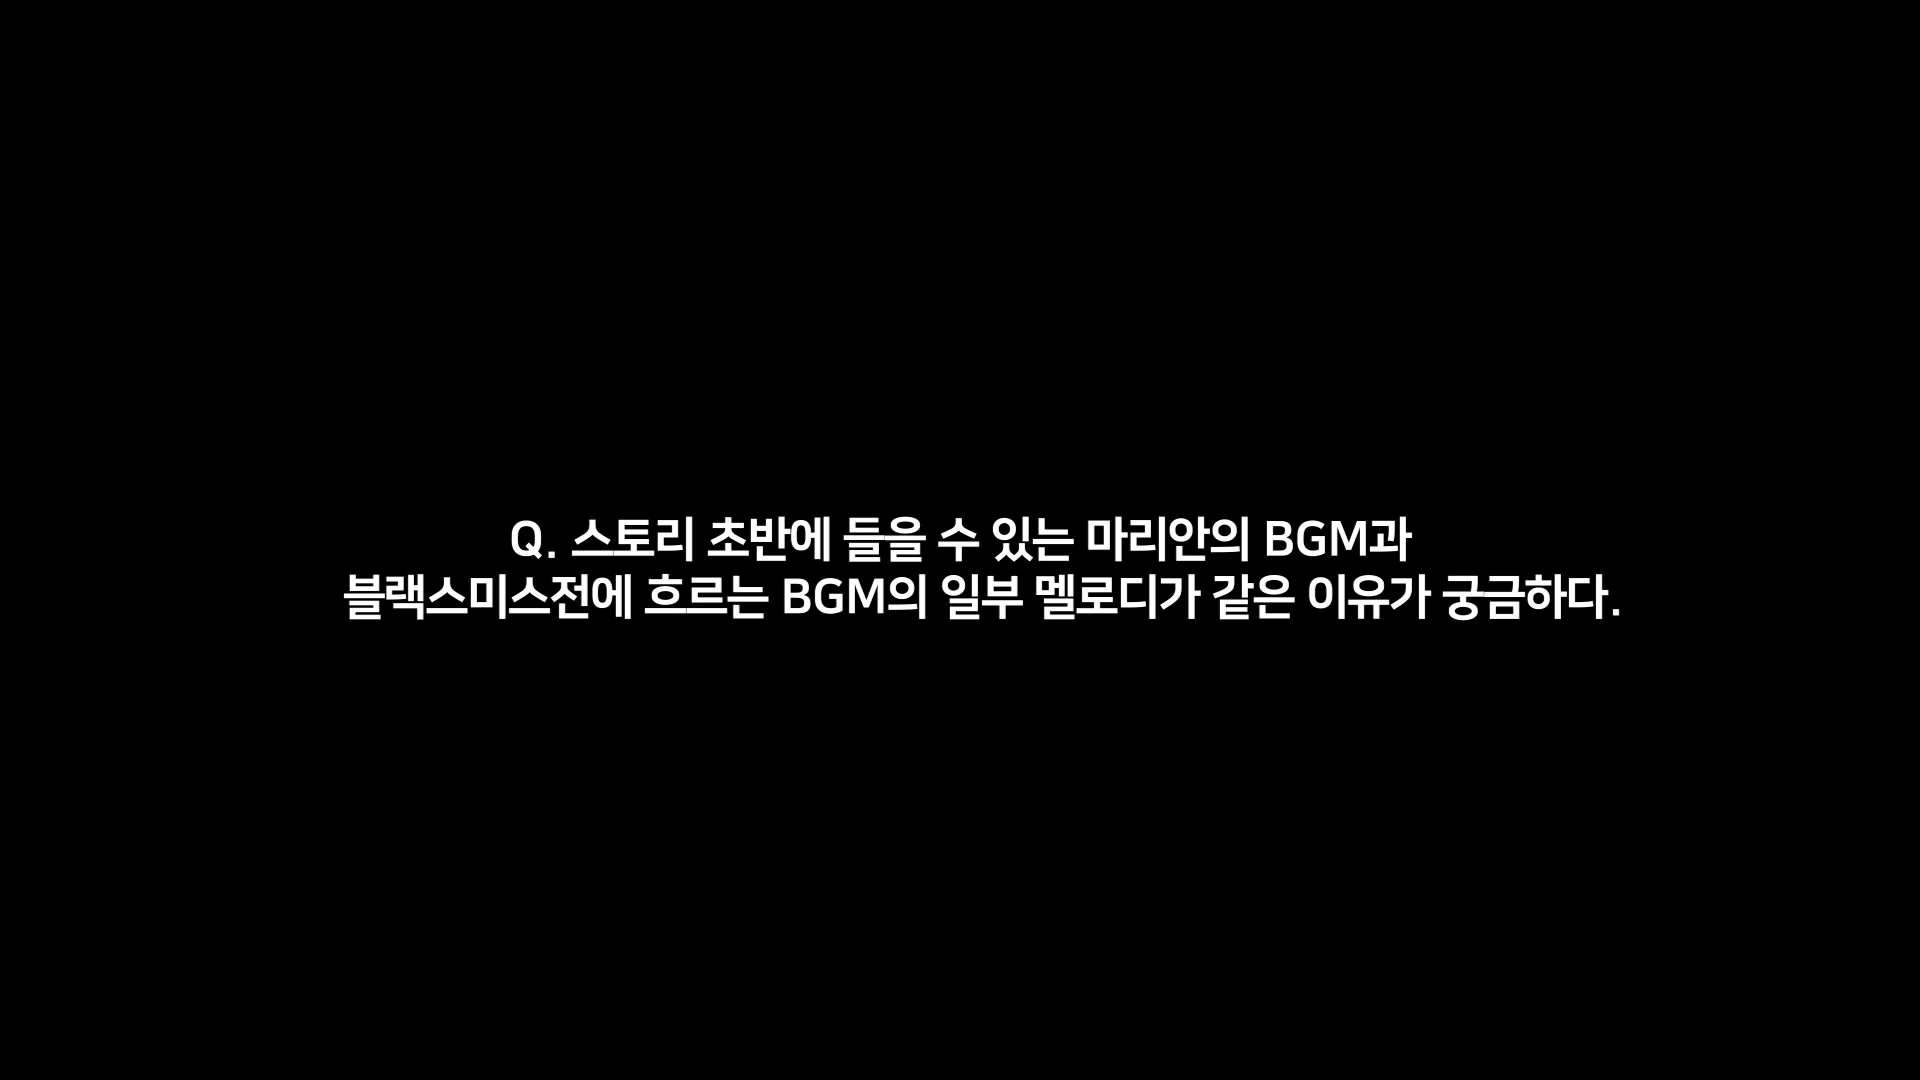 Q. 스토리 초반에 들을 수 있는 마리안의 BGM과
블랙스미스전에 흐르는 BGM의 일부 멜로디가 같은 이유가 궁금하다.